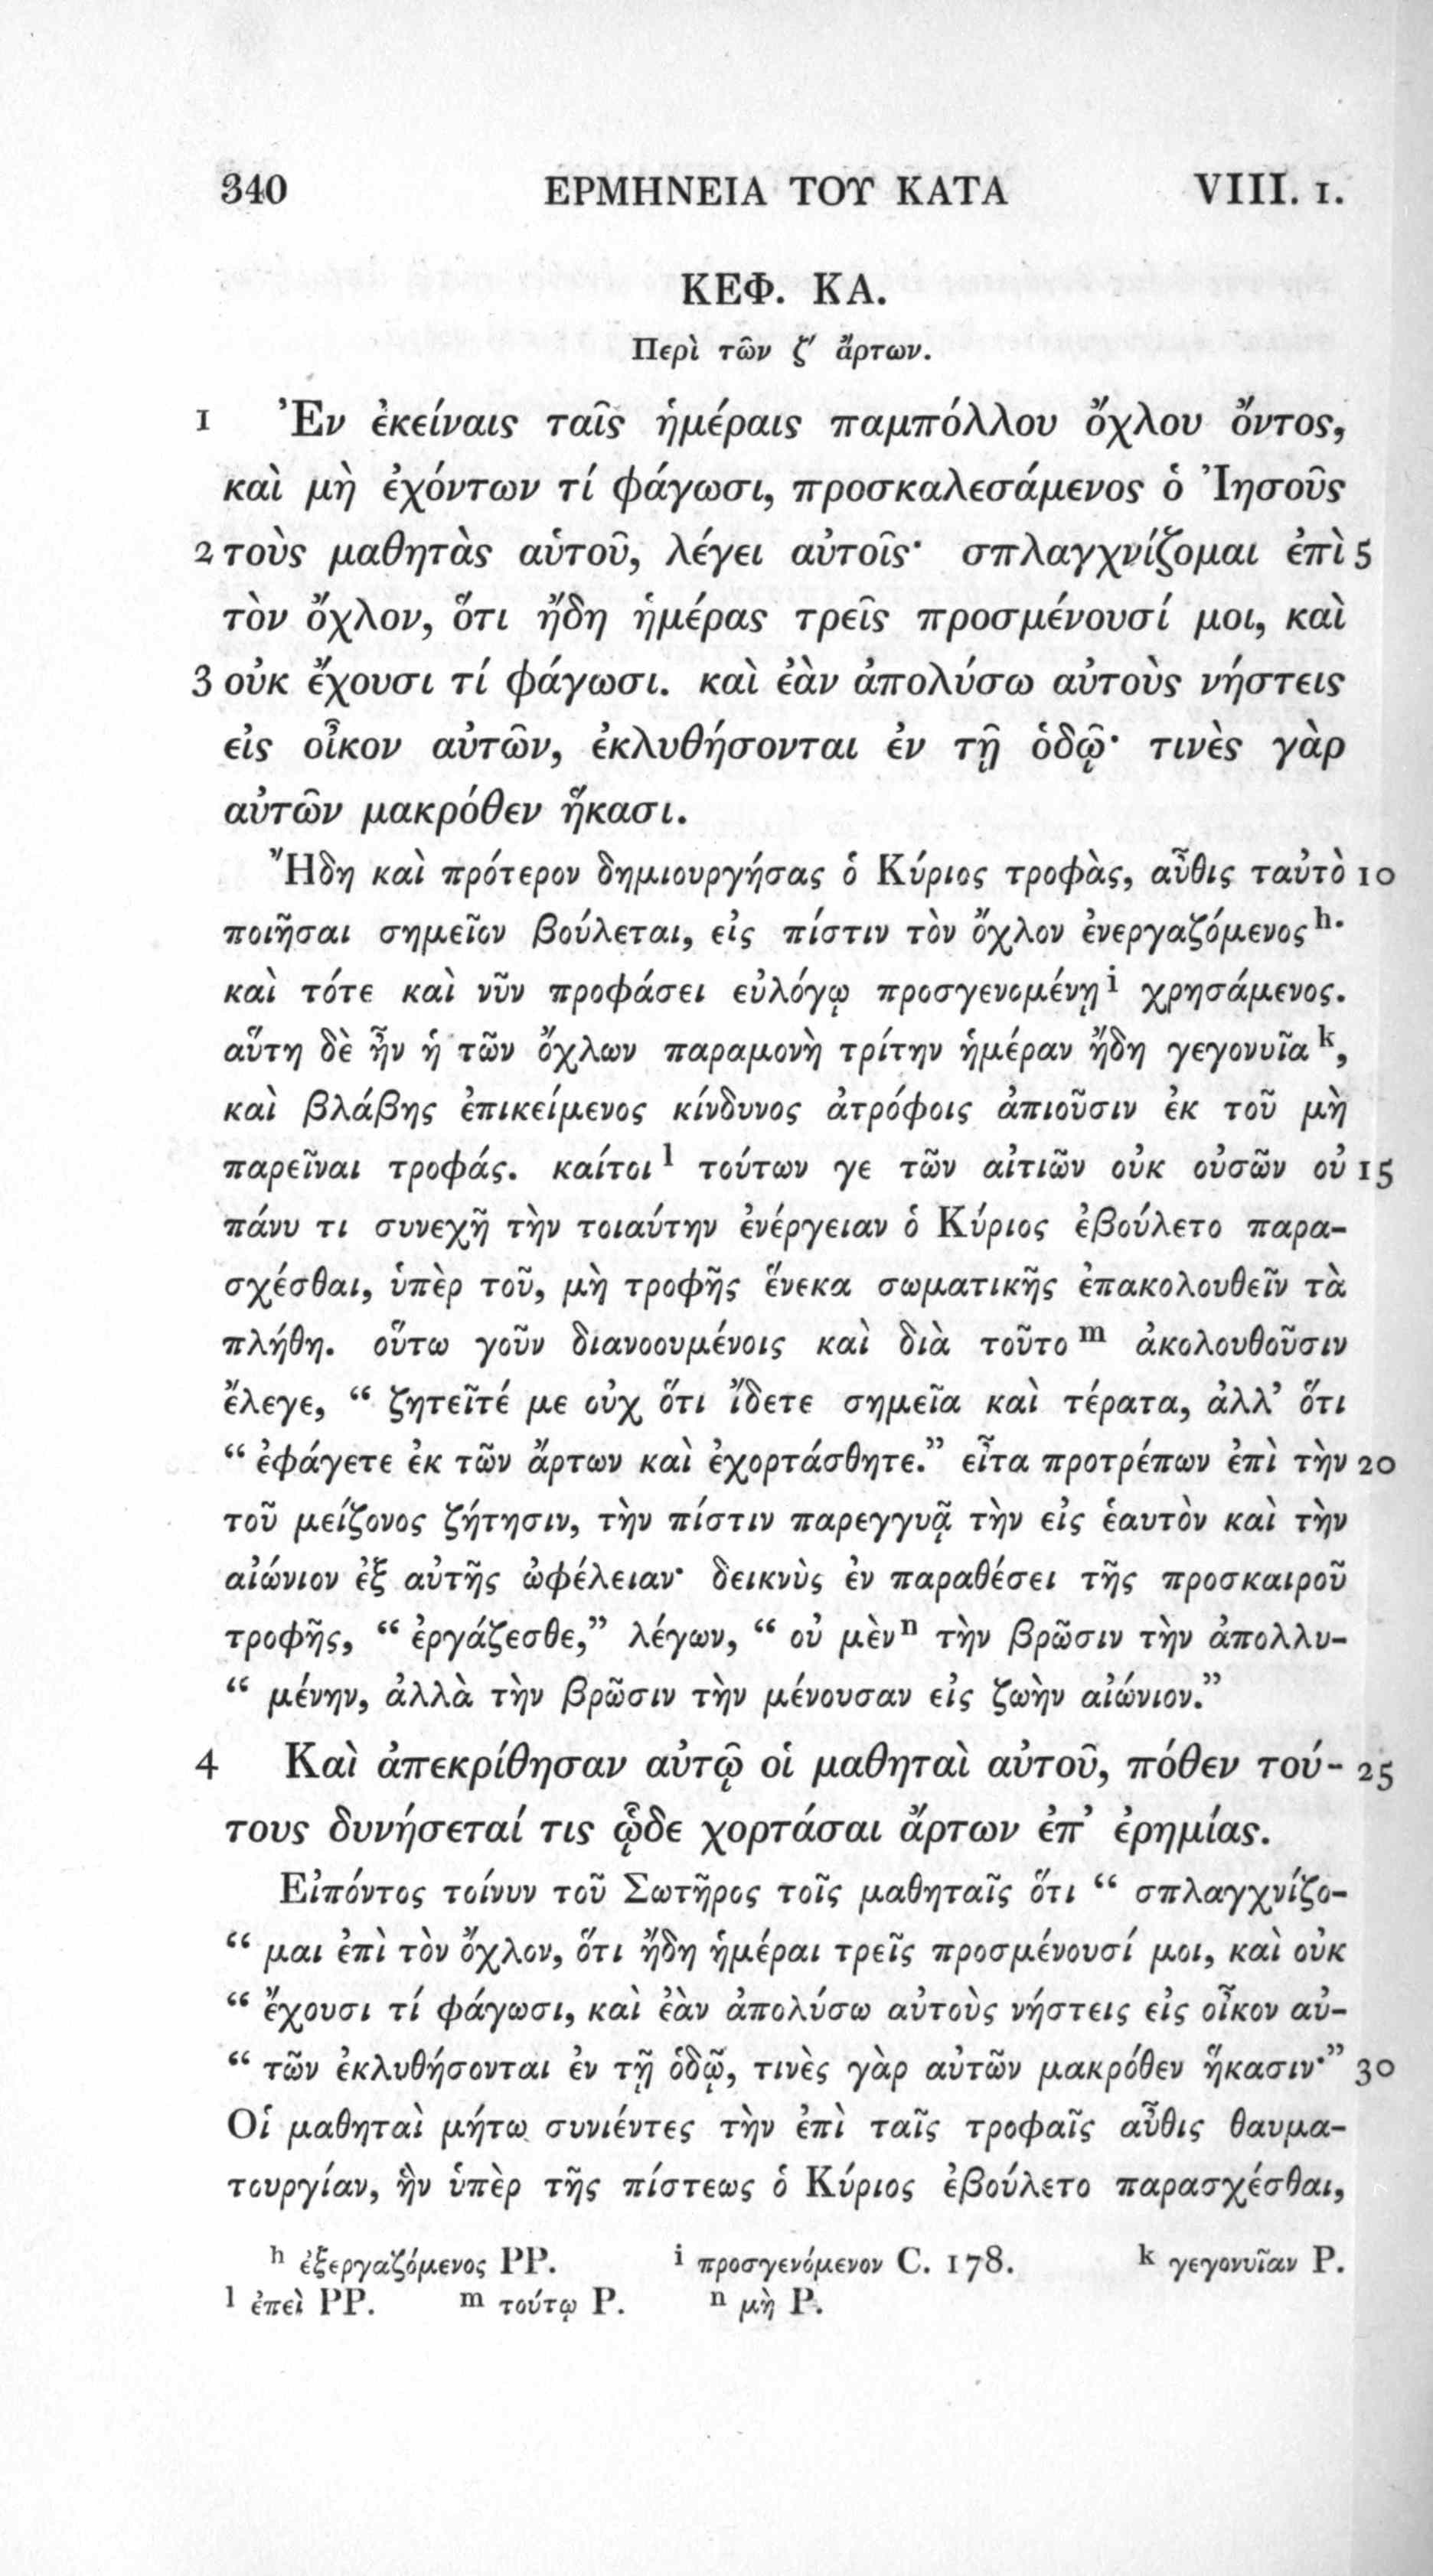 340 ΕΡΜΗΝΕΙΑ ΤΟΥ ΚΑΤΑ VIII. 1.
ΚΕΦ. ΚΑ.
Περὶ τῶν ζ′ ἄρτων.
1 Ἐν ἐκείναις ταῖς ἡμέραις παμπόλλου ὄχλου ὄντος,
καὶ μὴ ἐχόντων τί φάγωσι, προσκαλεσάμενος ὁ Ἰησοῦς
2 τοὺς μαθητὰς αὑτοῦ, λέγει αὐτοῖς· σπλαγχνίζομαι ἐπὶ 5
τὸν ὄχλον, ὅτι ἤδη ἡμέρας τρεῖς προσμένουσί μοι, καὶ
3 οὐκ ἔχουσι τί φάγωσι. καὶ ἐὰν ἀπολύσω αὐτοὺς νήστεις
εἰς οἶκον αὐτῶν, ἐκλυθήσονται ἐν τῇ ὁδῷ· τινὲς γὰρ
αὐτῶν μακρόθεν ἥκασι.
Ἤδη καὶ πρότερον δημιουργήσας ὁ Κύριος τροφὰς, αὖθις ταὐτὸ 10
ποιῆσαι σημεῖον βούλεται, εἰς πίστιν τὸν ὄχλον ἐνεργαζόμενος h·
καὶ τότε καὶ νῦν προφάσει εὐλόγῳ προσγενομένῃ i χρησάμενος.
αὕτη δὲ ἦν ἡ τῶν ὄχλων παραμονὴ τρίτην ἡμέραν ἤδη γεγονυῖα k,
καὶ βλάβης ἐπικείμενος κίνδυνος ἀτρόφοις ἀπιοῦσιν ἐκ τοῦ μὴ
παρεῖναι τροφάς. καίτοι l τούτων γε τῶν αἰτιῶν οὐκ οὐσῶν οὐ 15
πάνυ τι συνεχῆ τὴν τοιαύτην ἐνέργειαν ὁ Κύριος ἐβούλετο παρα-
σχέσθαι, ὑπὲρ τοῦ, μὴ τροφῆς ἕνεκα σωματικῆς ἐπακολουθεῖν τὰ
πλήθη. οὕτω γοῦν διανοουμένοις καὶ διὰ τοῦτο m ἀκολουθοῦσιν
ἔλεγε, “ ζητεῖτέ με οὐχ ὅτι ἴδετε σημεῖα καὶ τέρατα, ἀλλ’ ὅτι
“ ἐφάγετε ἐκ τῶν ἄρτων καὶ ἐχορτάσθητε.” εἶτα προτρέπων ἐπὶ τὴν 20
τοῦ μείζονος ζήτησιν, τὴν πίστιν παρεγγυᾷ τὴν εἰς ἑαυτὸν καὶ τὴν
αἰώνιον ἐξ αὐτῆς ὠφέλειαν· δεικνὺς ἐν παραθέσει τῆς προσκαιροῦ
τροφῆς, “ ἐργάζεσθε,” λέγων, “ οὐ μὲν n τὴν βρῶσιν τὴν ἀπολλυ-
“ μένην, ἀλλὰ τὴν βρῶσιν τὴν μένουσαν εἰς ζωὴν αἰώνιον.”
4 Καὶ ἀπεκρίθησαν αὐτῷ οἱ μαθηταὶ αὐτοῦ, πόθεν τού- 25
τους δυνήσεταί τις ᾧδε χορτάσαι ἄρτων ἐπ’ ἐρημίας.
Εἰπόντος τοίνυν τοῦ Σωτῆρος τοῖς μαθηταῖς ὅτι “ σπλαγχνίζο-
“ μαι ἐπὶ τὸν ὄχλον, ὅτι ἤδη ἡμέραι τρεῖς προσμένουσί μοι, καὶ οὐκ
“ ἔχουσι τί φάγωσι, καὶ ἐὰν ἀπολύσω αὐτοὺς νήστεις εἰς οἶκον αὐ-
“ τῶν ἐκλυθήσονται ἐν τῇ ὁδῷ, τινὲς γὰρ αὐτῶν μακρόθεν ἥκασιν·” 30
Οἱ μαθηταὶ μήτω συνιέντες τὴν ἐπὶ ταῖς τροφαῖς αὖθις θαυμα-
τουργίαν, ἣν ὑπὲρ τῆς πίστεως ὁ Κύριος ἐβούλετο παρασχέσθαι,
h ἐξεργαζόμενος PP. i προσγενόμενον C. 178. k γεγονυῖαν P.
l ἐπεὶ PP. m τούτῳ P. n μὴ P.